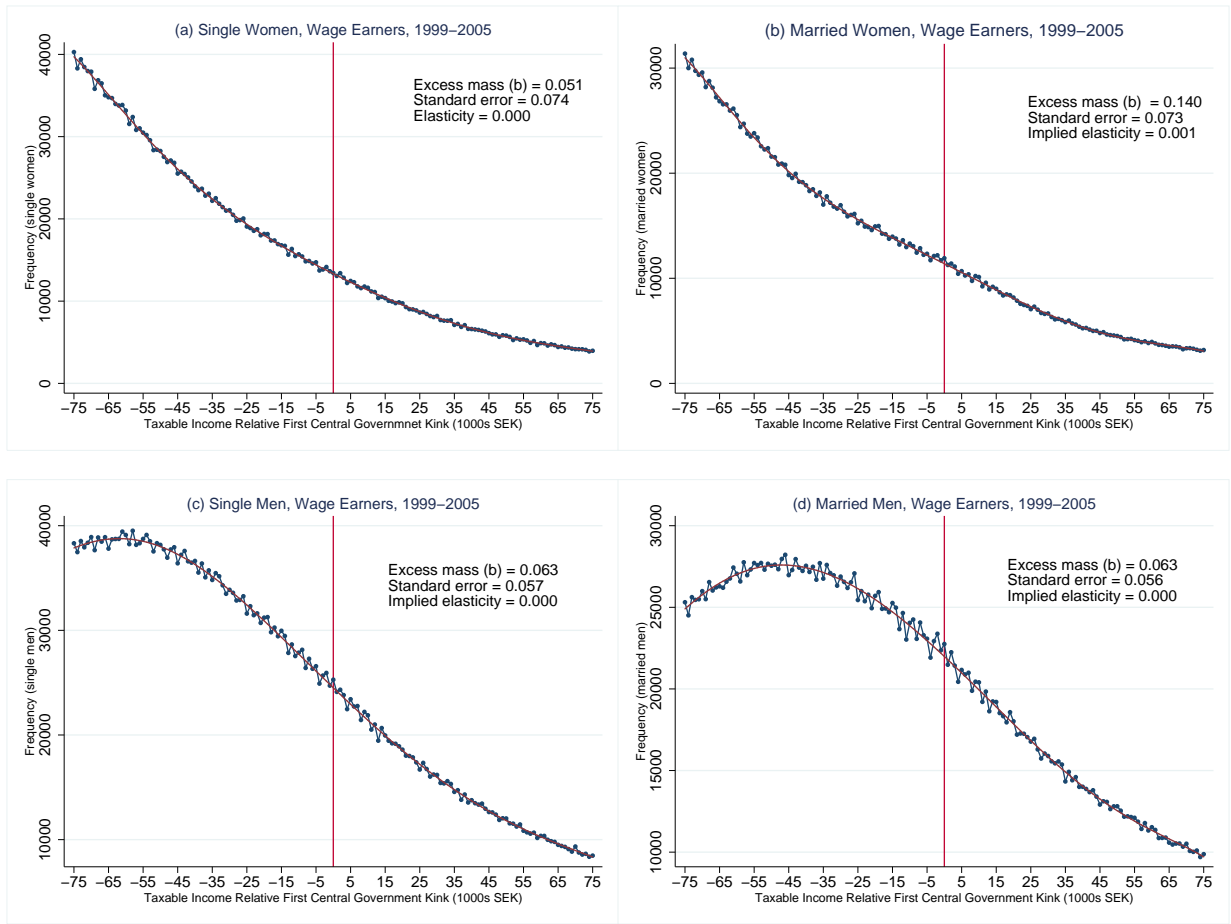 (a) Single Women, Wage Earners, 1999–2005
Excess mass (b) = 0.051
Standard error = 0.074
Elasticity = 0.000
Frequency (single women)
40000
30000
20000
10000
0
−75 −65 −55 −45 −35 −25 −15 −5 5 15 25 35 45 55 65 75
Taxable Income Relative First Central Governmnet Kink (1000s SEK)
(b) Married Women, Wage Earners, 1999–2005
Excess mass (b) = 0.140
Standard error = 0.073
Implied elasticity = 0.001
Frequency (married women)
30000
20000
10000
0
−75 −65 −55 −45 −35 −25 −15 −5 5 15 25 35 45 55 65 75
Taxable Income Relative First Central Government Kink (1000s SEK)
(c) Single Men, Wage Earners, 1999–2005
Excess mass (b) = 0.063
Standard error = 0.057
Implied elasticity = 0.000
Frequency (single men)
40000
30000
20000
10000
−75 −65 −55 −45 −35 −25 −15 −5 5 15 25 35 45 55 65 75
Taxable Income Relative First Central Government Kink (1000s SEK)
(d) Married Men, Wage Earners, 1999–2005
Excess mass (b) = 0.063
Standard error = 0.056
Implied elasticity = 0.000
Frequency (married men)
30000
25000
20000
15000
10000
−75 −65 −55 −45 −35 −25 −15 −5 5 15 25 35 45 55 65 75
Taxable Income Relative First Central Government Kink (1000s SEK)